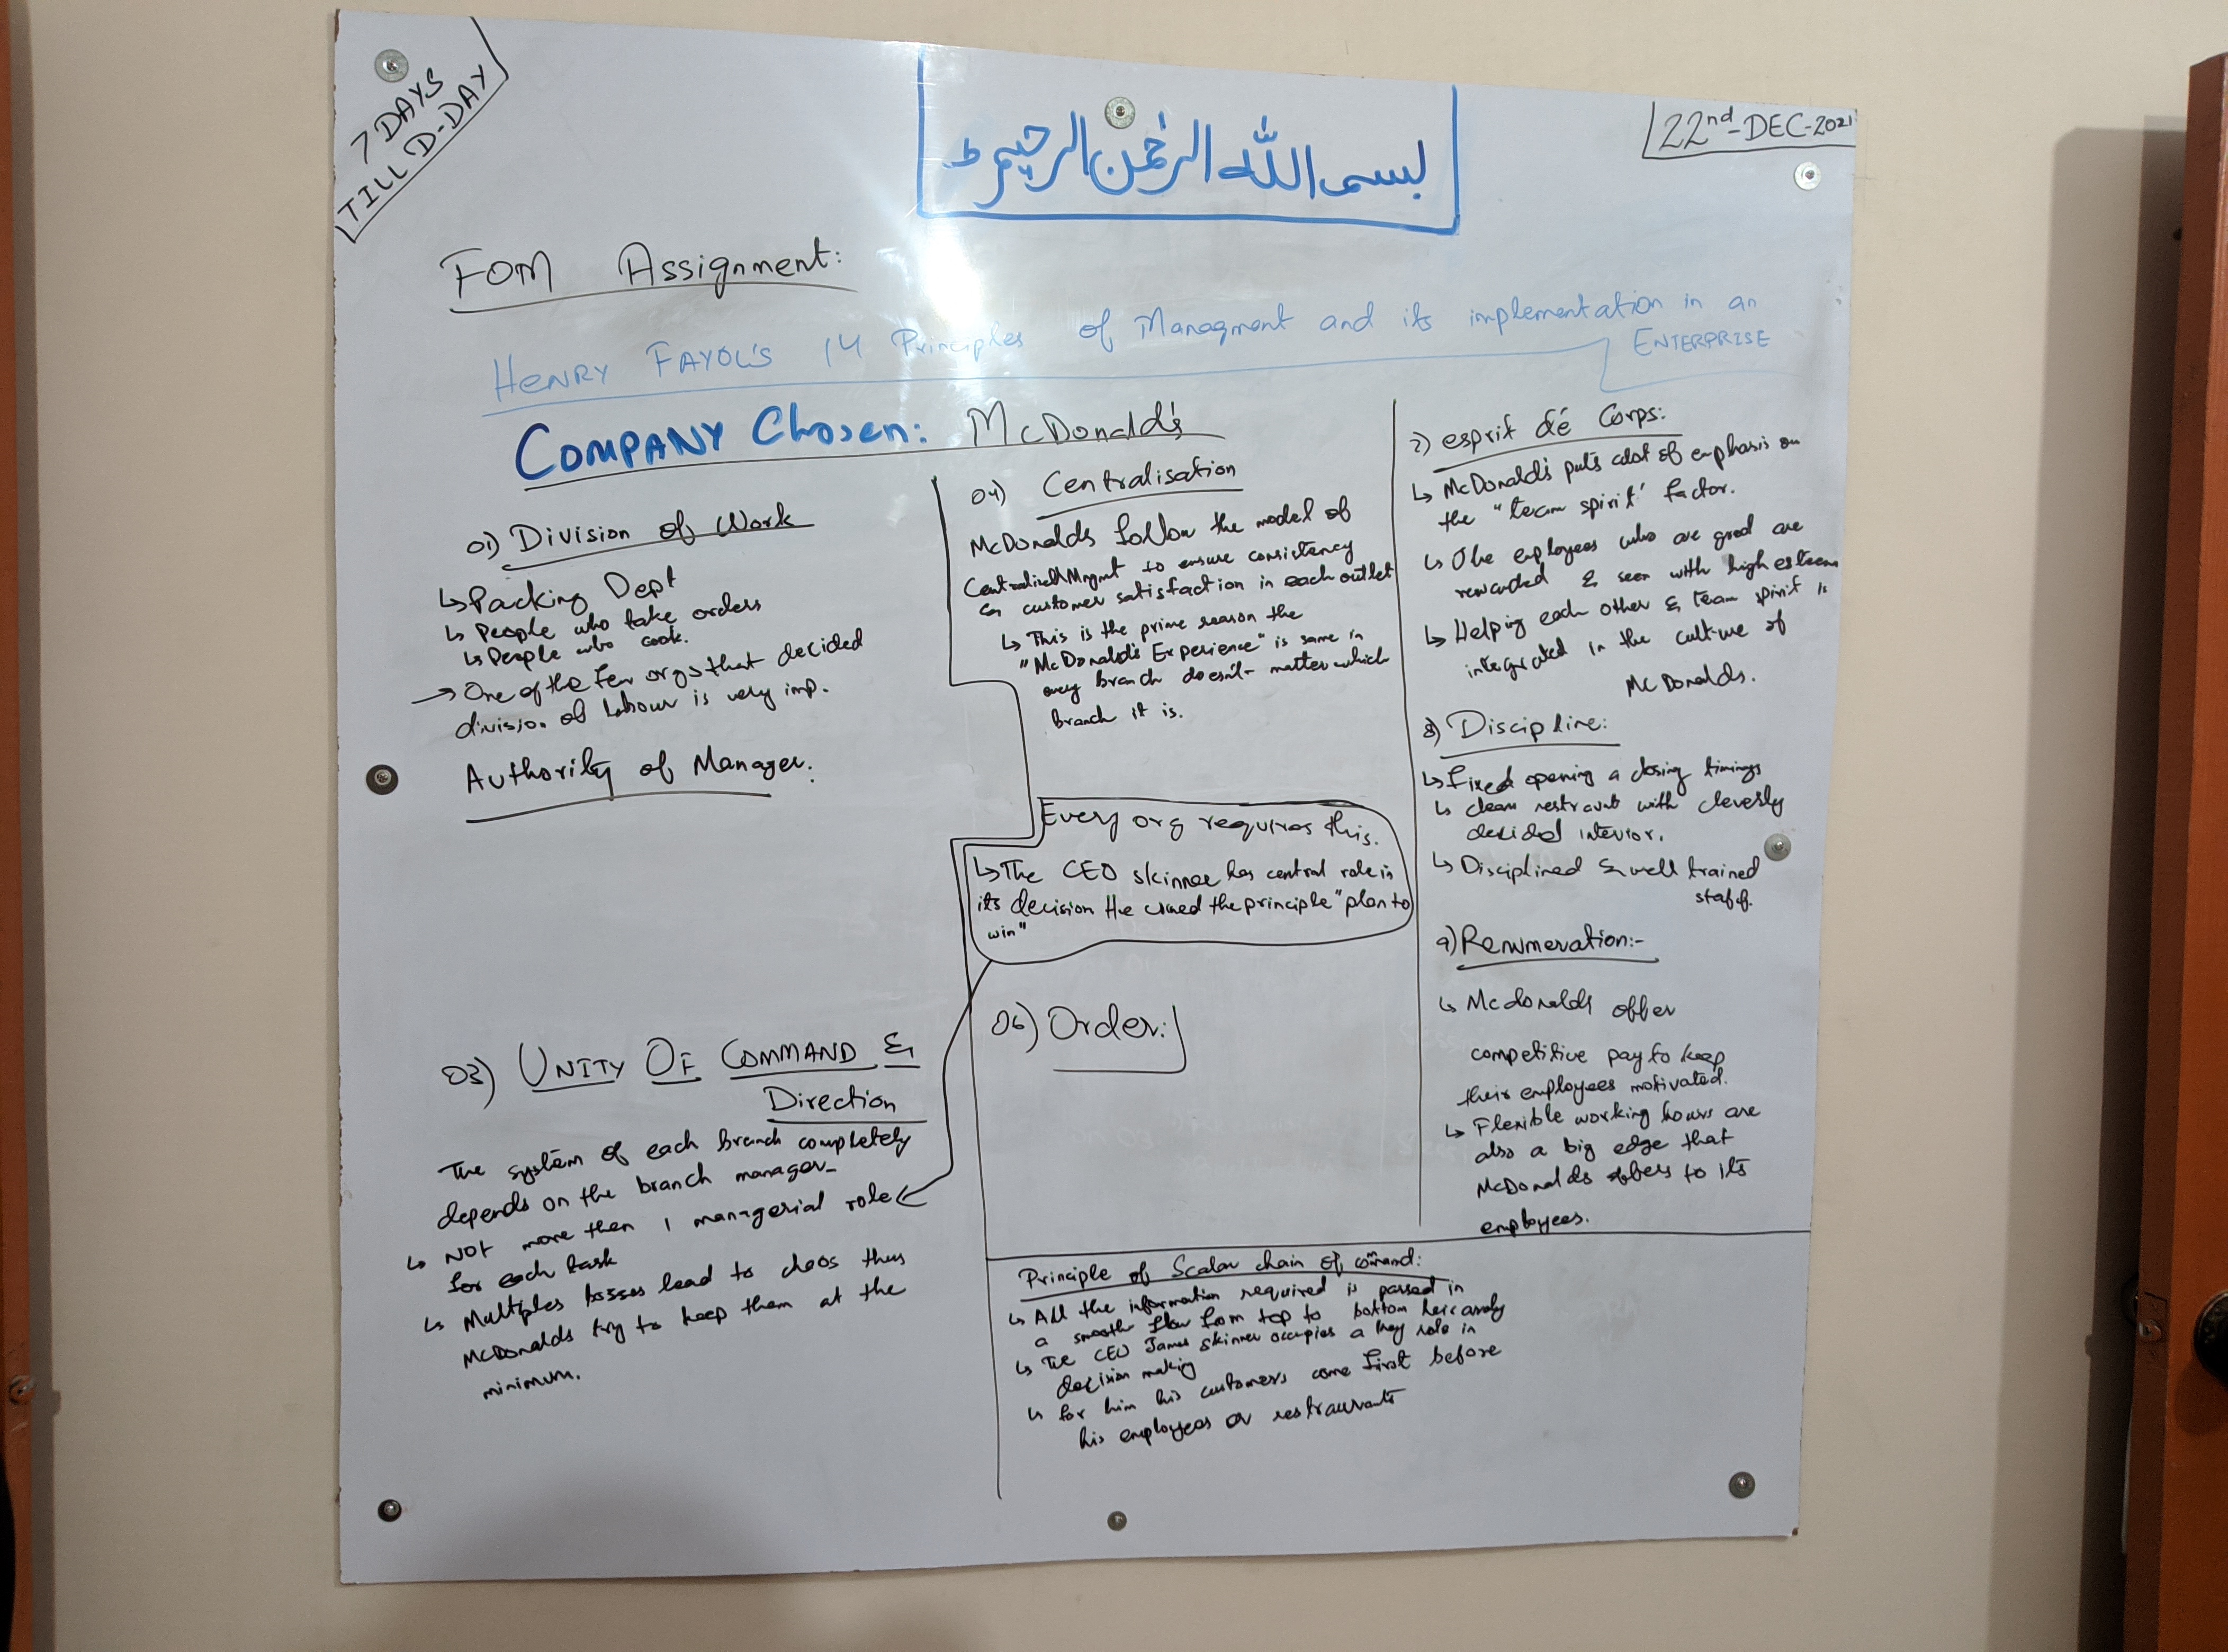 7 DAYS
TILL D-DAY
بسم اللہ الرحمٰن الرحیم ط
22nd-DEC-2021
FOM Assignment:
HENRY FAYOL'S 14 Principles of Managment and its implementation in an
ENTERPRISE
COMPANY Chosen: McDonald's
01) Division of Work
↳ Packing Dept
↳ People who take orders
↳ People who cook.
→ One of the few orgs that decided
division of labour is very imp.
Authority of Manager:
03) UNITY OF COMMAND &
Direction
The system of each branch completely
depends on the branch manager-
↳ NOT more then 1 managerial role
for each task
↳ Multiples bosses lead to choos thus
McDonalds try to keep them at the
minimum.
04) Centralisation
McDonalds follow the model of
Centralised Mngmt to ensure consictency
↳ customer satisfaction in each outlet
↳ This is the prime reason the
"McDonald's Experience" is same in
every branch doesn't matter which
branch it is.
Every org requires this.
↳ The CEO skinner has central role in
its decision He coined the principle "plan to
win"
06) Order:
7) esprit dé Corps:
↳ McDonald's puts alot of emphasis on
the "team spirit' factor.
↳ The employees who are good are
rewarded & seen with high esteem
↳ Helping each other & team spirit is
integrated in the culture of
McDonalds.
8) Discipline:
↳ Fixed opening & closing timings
↳ clean restraunt with cleverly
decided interior.
↳ Disciplined & well trained
staff.
9) Renumeration:-
↳ Mcdonalds offer
competitive pay to keep
their employees motivated.
↳ Flexible working hours are
also a big edge that
McDonalds offers to its
employees.
Principle of Scalar chain of command:
↳ All the information required is passed in
a smooth flow from top to bottom heirarchy
↳ The CEO James skinner occupies a key role in
decision making
↳ for him his customers come first before
his employees or restraurants